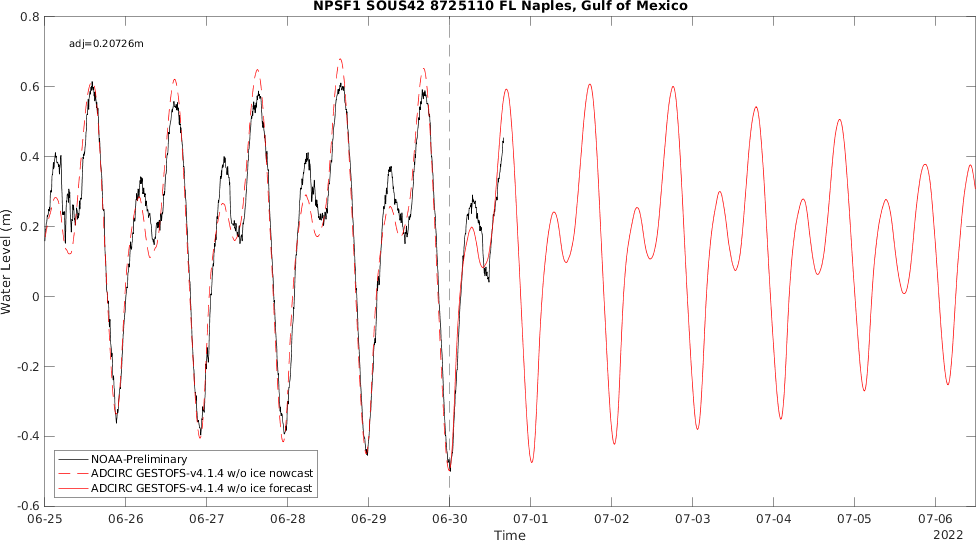 NPSF1 SOUS42 8725110 FL Naples, Gulf of Mexico
adj=0.20726m
0.8
0.6
0.4
0.2
0
-0.2
-0.4
-0.6
Water Level (m)
NOAA-Preliminary
ADCIRC GESTOFS-v4.1.4 w/o ice nowcast
ADCIRC GESTOFS-v4.1.4 w/o ice forecast
06-25 06-26 06-27 06-28 06-29 06-30 07-01 07-02 07-03 07-04 07-05 07-06
Time
2022